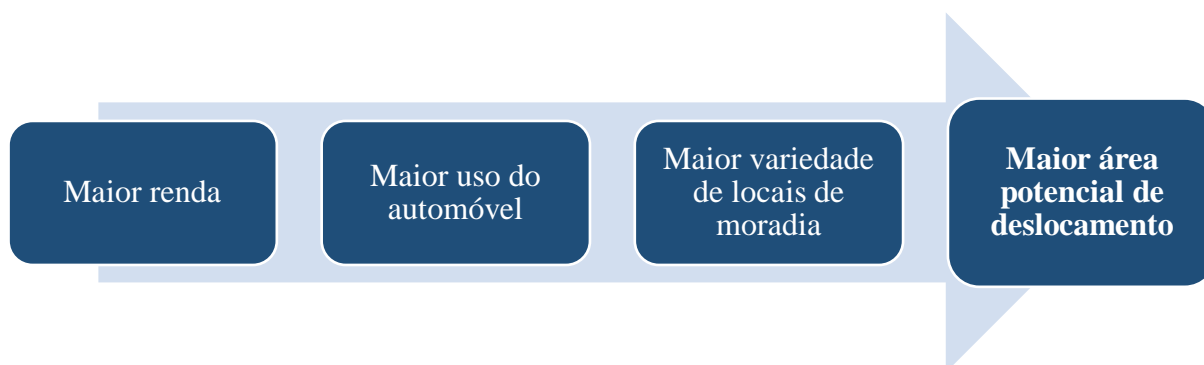 Maior renda
Maior uso do
automóvel
Maior variedade
de locais de
moradia
Maior área
potencial de
deslocamento